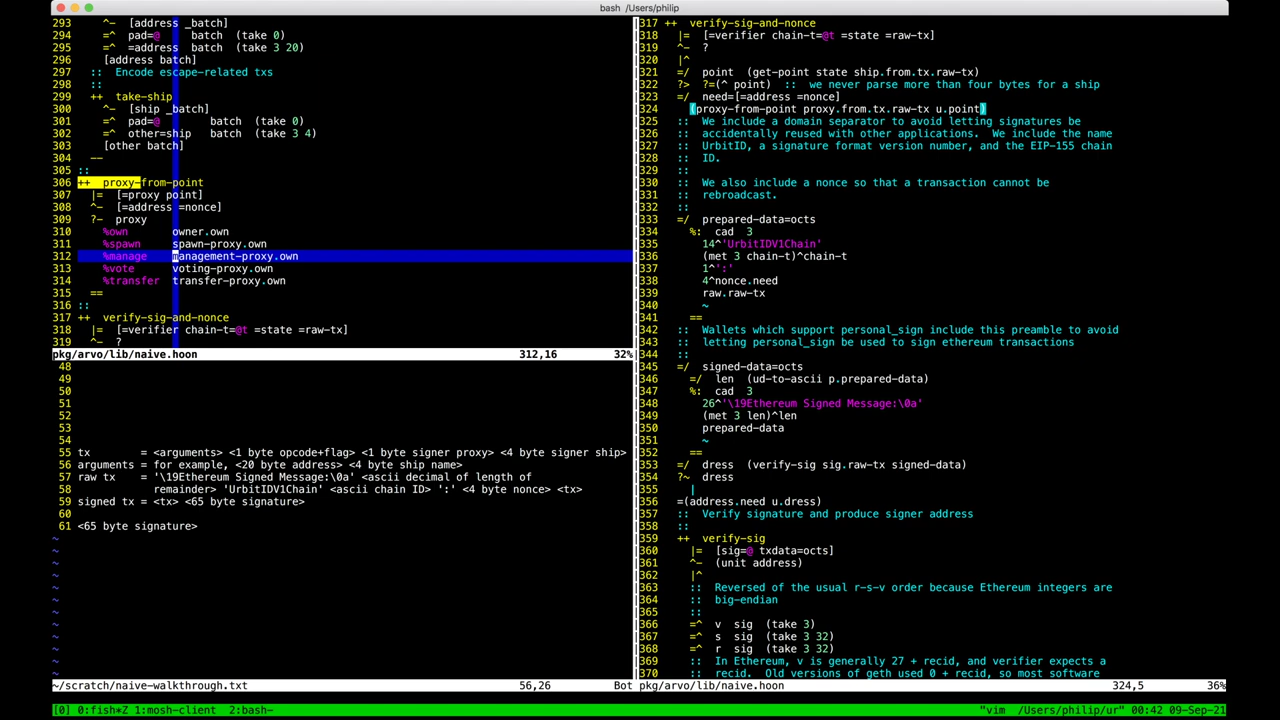 bash /Users/philip
293      ^-  [address _batch]
294      =^  pad=@     batch  (take 0)
295      =^  =address  batch  (take 3 20)
296      [address batch]
297  ::  Encode escape-related txs
298  ::
299  ++  take-ship
300      ^-  [ship _batch]
301      =^  pad=@       batch  (take 0)
302      =^  other=ship  batch  (take 3 4)
303      [other batch]
304  --
305 ::
306 ++  proxy-from-point
307   |=  [=proxy point]
308   ^-  [=address =nonce]
309   ?-  proxy
310     %own       owner.own
311     %spawn     spawn-proxy.own
312     %manage    management-proxy.own
313     %vote      voting-proxy.own
314     %transfer  transfer-proxy.own
315   ==
316 ::
317 ++  verify-sig-and-nonce
318   |=  [=verifier chain-t=@t =state =raw-tx]
319   ^-  ?
pkg/arvo/lib/naive.hoon 312,16 32%
48
49
50
51
52
53
54
55 tx        = <arguments> <1 byte opcode+flag> <1 byte signer proxy> <4 byte signer ship>
56 arguments = for example, <20 byte address> <4 byte ship name>
57 raw tx    = '\19Ethereum Signed Message:\0a' <ascii decimal of length of
58             remainder> 'UrbitIDV1Chain' <ascii chain ID> ':' <4 byte nonce> <tx>
59 signed tx = <tx> <65 byte signature>
60
61 <65 byte signature>
~
~
~
~
~
~
~
~
~
~
~
~
~/scratch/naive-walkthrough.txt 56,26 Bot
317 ++  verify-sig-and-nonce
318   |=  [=verifier chain-t=@t =state =raw-tx]
319   ^-  ?
320   |^
321   =/  point  (get-point state ship.from.tx.raw-tx)
322   ?>  ?=(^ point)  ::  we never parse more than four bytes for a ship
323   =/  need=[=address =nonce]
324     (proxy-from-point proxy.from.tx.raw-tx u.point)
325   ::  We include a domain separator to avoid letting signatures be
326   ::  accidentally reused with other applications.  We include the name
327   ::  UrbitID, a signature format version number, and the EIP-155 chain
328   ::  ID.
329   ::
330   ::  We also include a nonce so that a transaction cannot be
331   ::  rebroadcast.
332   ::
333   =/  prepared-data=octs
334     %:  cad  3
335       14^'UrbitIDV1Chain'
336       (met 3 chain-t)^chain-t
337       1^':'
338       4^nonce.need
339       raw.raw-tx
340       ~
341     ==
342   ::  Wallets which support personal_sign include this preamble to avoid
343   ::  letting personal_sign be used to sign ethereum transactions
344   ::
345   =/  signed-data=octs
346     =/  len  (ud-to-ascii p.prepared-data)
347     %:  cad  3
348       26^'\19Ethereum Signed Message:\0a'
349       (met 3 len)^len
350       prepared-data
351       ~
352     ==
353   =/  dress  (verify-sig sig.raw-tx signed-data)
354   ?~  dress
355     |
356   =(address.need u.dress)
357   ::  Verify signature and produce signer address
358   ::
359   ++  verify-sig
360     |=  [sig=@ txdata=octs]
361     ^-  (unit address)
362     |^
363     ::  Reversed of the usual r-s-v order because Ethereum integers are
364     ::  big-endian
365     ::
366     =^  v  sig  (take 3)
367     =^  s  sig  (take 3 32)
368     =^  r  sig  (take 3 32)
369     ::  In Ethereum, v is generally 27 + recid, and verifier expects a
370     ::  recid.  Old versions of geth used 0 + recid, so most software
pkg/arvo/lib/naive.hoon 324,5 36%
[0] 0:fish*Z 1:mosh-client  2:bash- "vim  /Users/philip/ur" 00:42 09-Sep-21